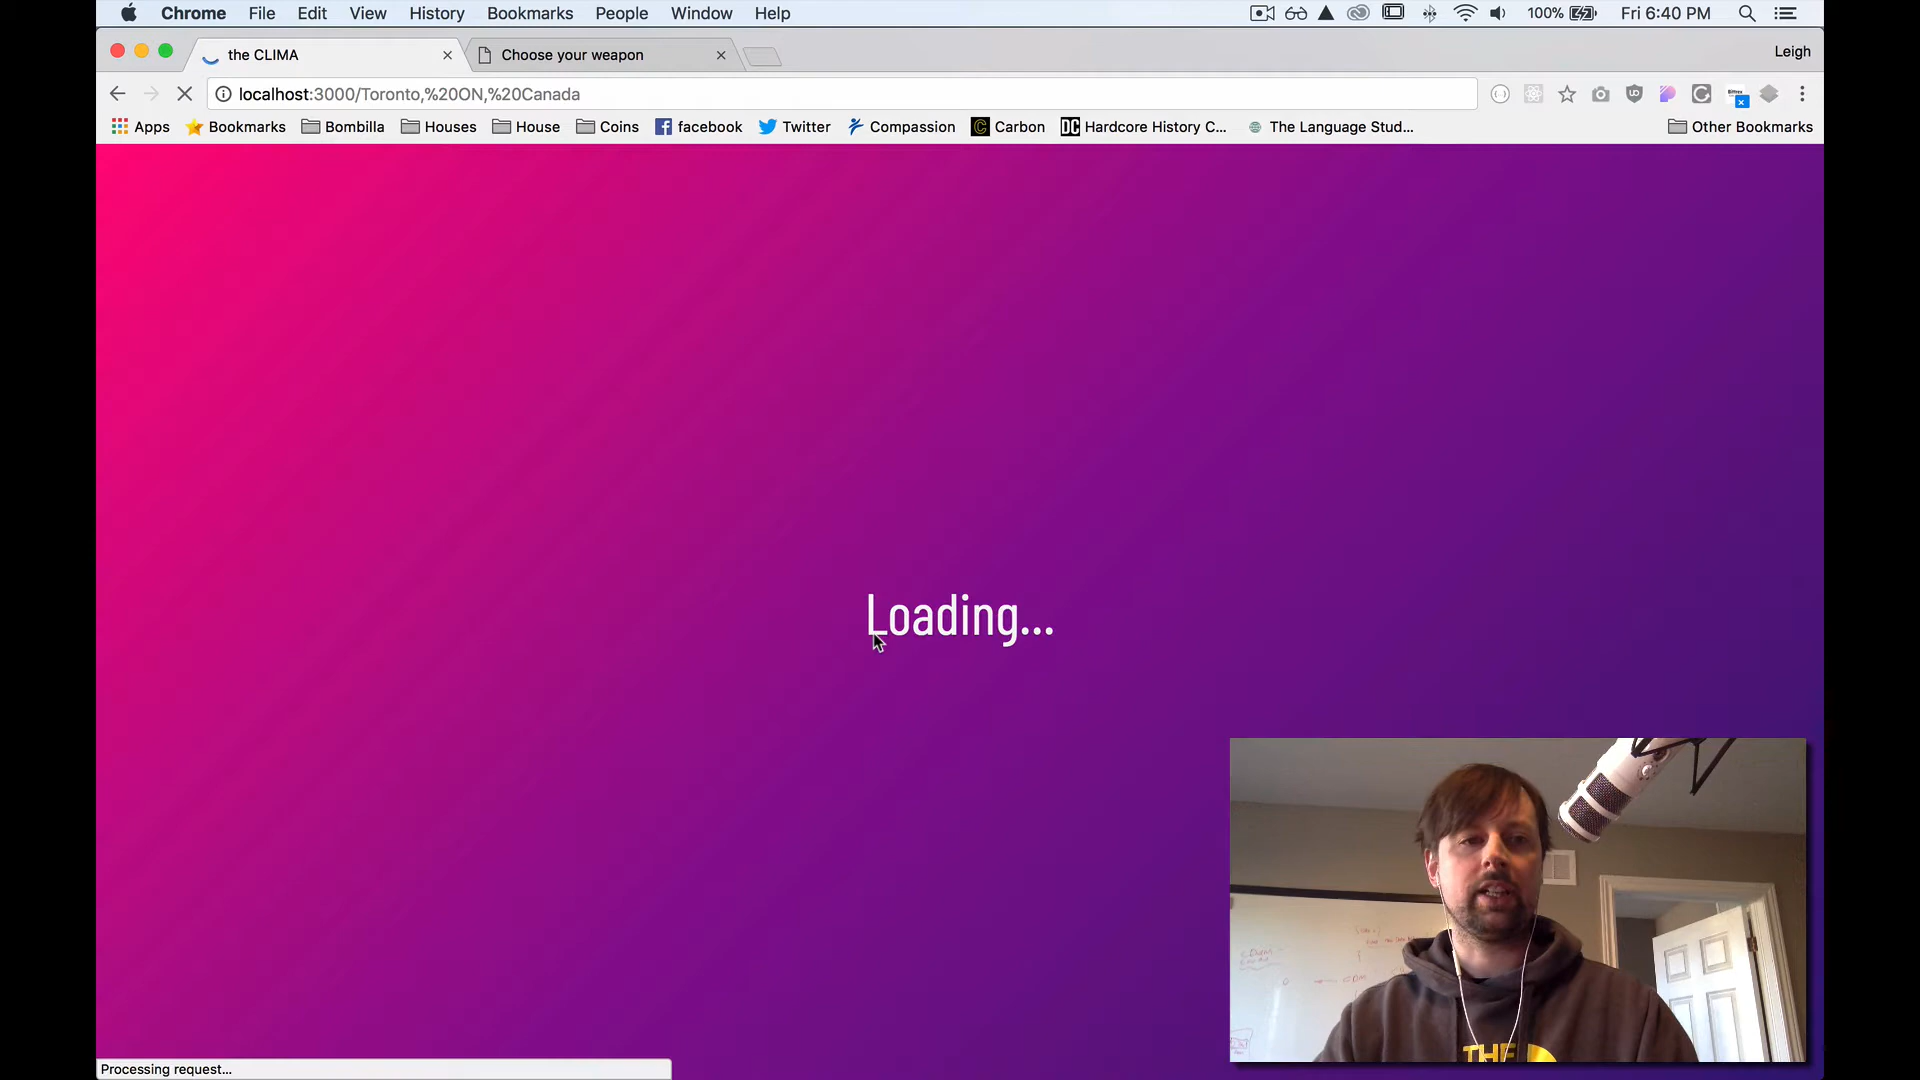 Chrome File Edit View History Bookmarks People Window Help 100% Fri 6:40 PM
the CLIMA Choose your weapon Leigh
localhost:3000/Toronto,%20ON,%20Canada
Apps Bookmarks Bombilla Houses House Coins facebook Twitter Compassion Carbon Hardcore History C... The Language Stud... Other Bookmarks
Loading...
THE
Processing request...